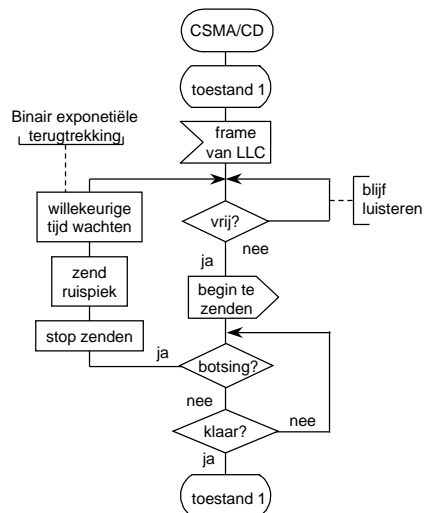 CSMA/CD
toestand 1
Binair exponetiële
terugtrekking
frame
van LLC
willekeurige
tijd wachten
vrij?
blijf
luisteren
ja
nee
zend
ruispiek
begin te
zenden
stop zenden
ja
botsing?
nee
klaar?
nee
ja
toestand 1